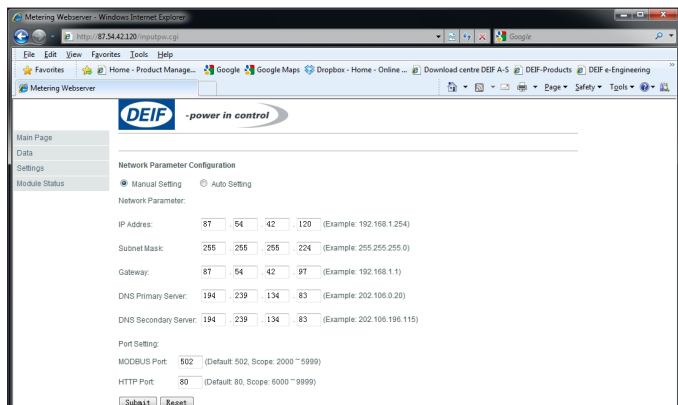 Metering Webserver - Windows Internet Explorer
http://87.54.42.120/inputpw.cgi
Google
File Edit View Favorites Tools Help
Favorites Home - Product Manage... Google Google Maps Dropbox - Home - Online ... Download centre DEIF A-S DEIF-Products DEIF e-Engineering
Metering Webserver
Page Safety Tools
DEIF -power in control
Main Page
Data
Settings
Module Status
Network Parameter Configuration
Manual Setting Auto Setting
Network Parameter:
IP Addres: 87 . 54 . 42 . 120 (Example: 192.168.1.254)
Subnet Mask: 255 . 255 . 255 . 224 (Example: 255.255.255.0)
Gateway: 87 . 54 . 42 . 97 (Example: 192.168.1.1)
DNS Primary Server: 194 . 239 . 134 . 83 (Example: 202.106.0.20)
DNS Secondary Server: 194 . 239 . 134 . 83 (Example: 202.106.196.115)
Port Setting:
MODBUS Port: 502 (Default: 502, Scope: 2000~5999)
HTTP Port: 80 (Default: 80, Scope: 6000~9999)
Submit Reset